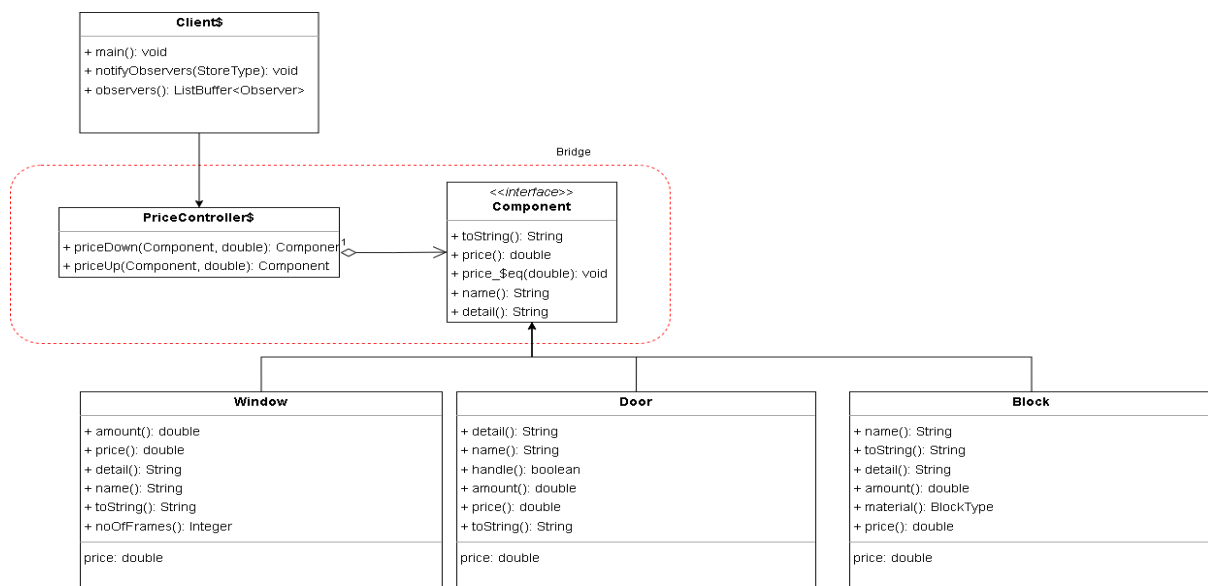 Client$
+ main(): void
+ notifyObservers(StoreType): void
+ observers(): ListBuffer<Observer>
Bridge
PriceController$
+ priceDown(Component, double): Componer
+ priceUp(Component, double): Component
1
<<interface>>
Component
+ toString(): String
+ price(): double
+ price_$eq(double): void
+ name(): String
+ detail(): String
Window
+ amount(): double
+ price(): double
+ detail(): String
+ name(): String
+ toString(): String
+ noOfFrames(): Integer
price: double
Door
+ detail(): String
+ name(): String
+ handle(): boolean
+ amount(): double
+ price(): double
+ toString(): String
price: double
Block
+ name(): String
+ toString(): String
+ detail(): String
+ amount(): double
+ material(): BlockType
+ price(): double
price: double